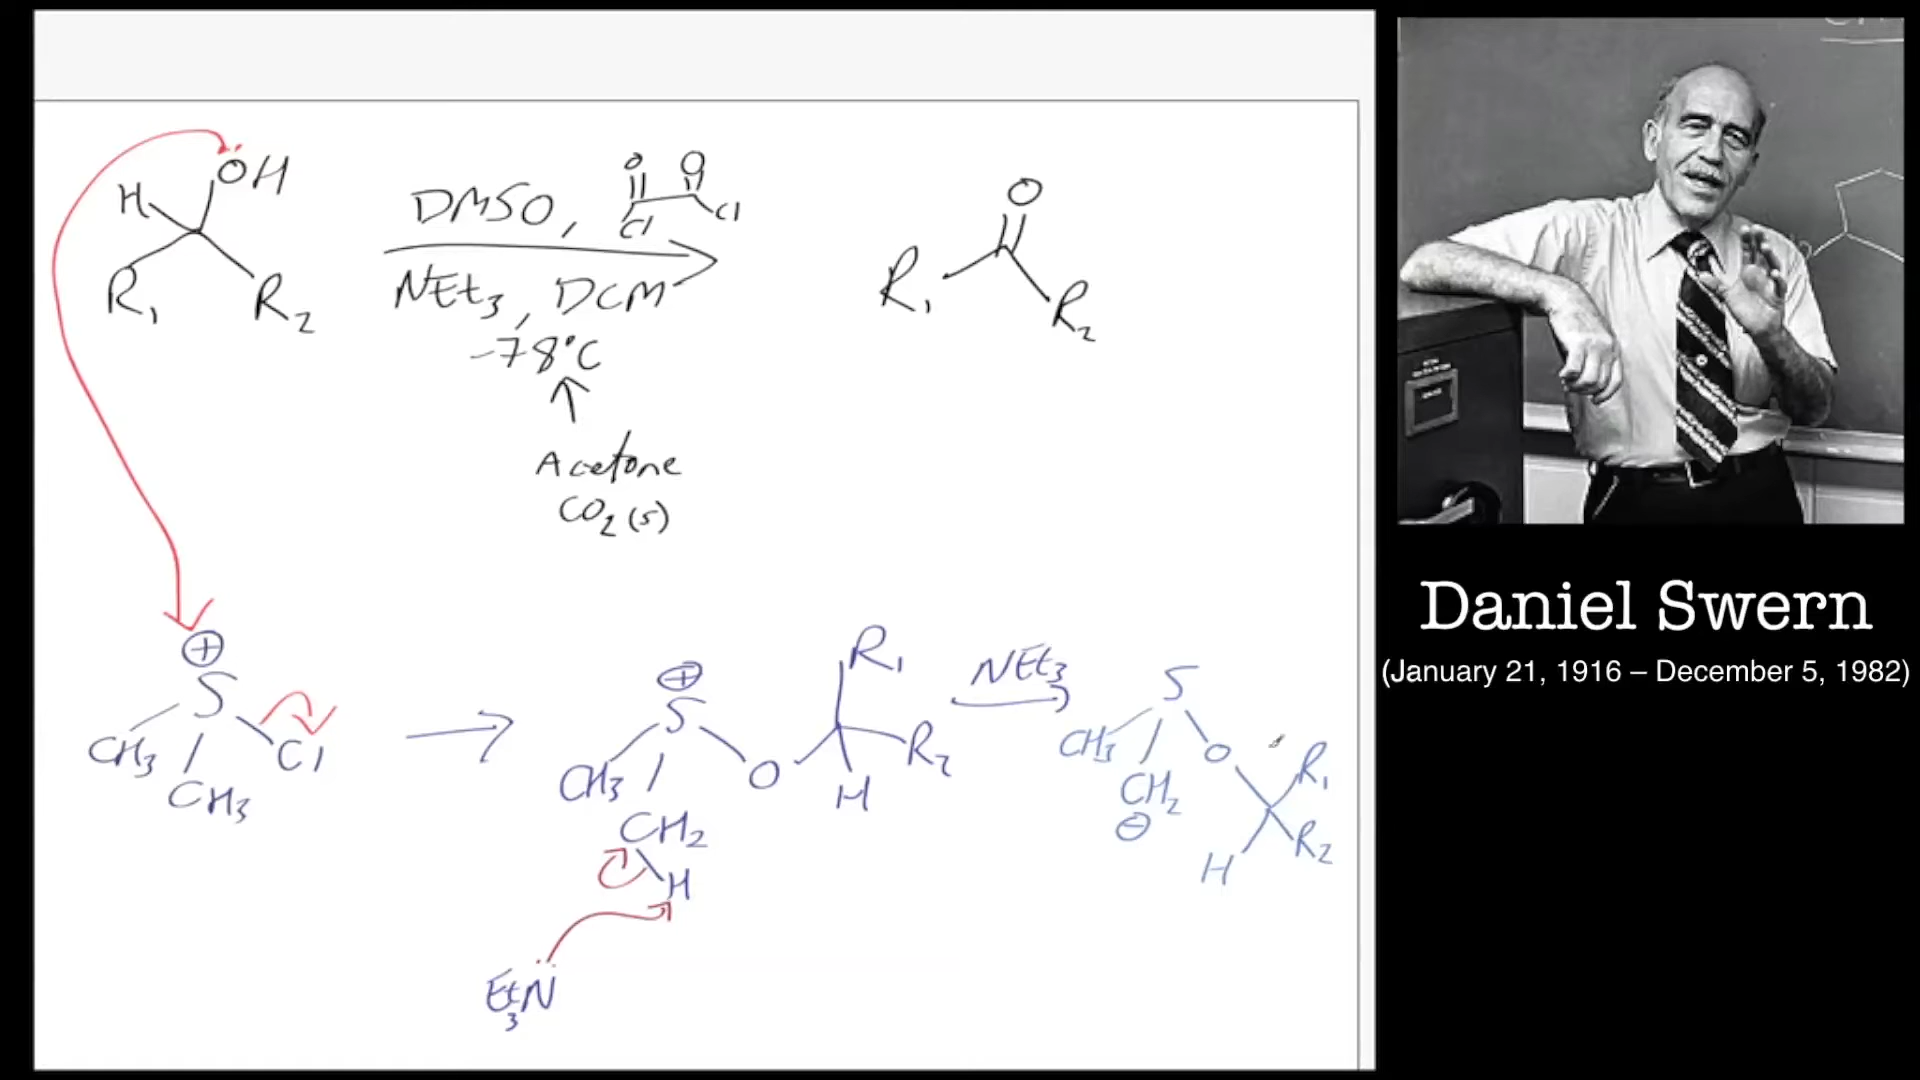 H
ÖH
R₁
R₂
DMSO,
O
O
Cl
Cl
NEt₃, DCM
-78°C
Acetone
CO₂(s)
O
R₁
R₂
⊕
S
CH₃
Cl
CH₃
⊕
S
CH₃
O
R₁
R₂
H
CH₂
H
Et₃N
NEt₃
S
CH₃
O
CH₂
⊖
R₁
R₂
H
Daniel Swern
(January 21, 1916 – December 5, 1982)